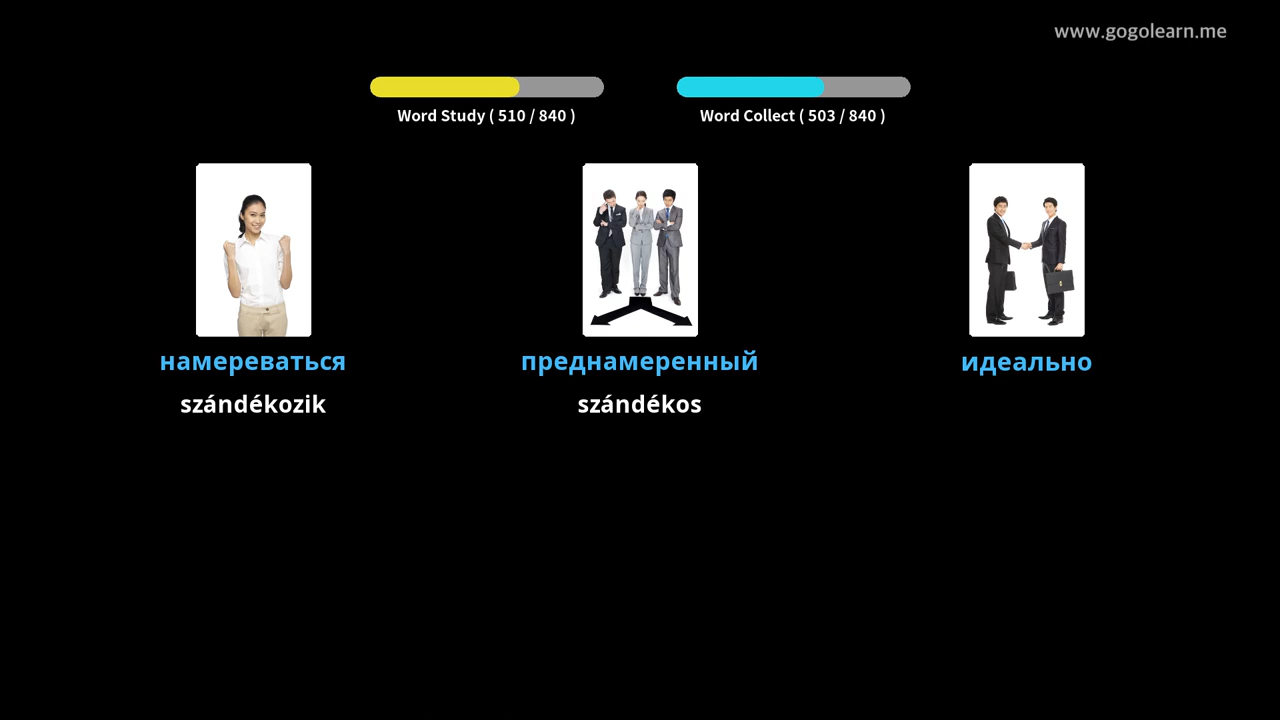 www.gogolearn.me
Word Study ( 510 / 840 )
Word Collect ( 503 / 840 )
намереваться
преднамеренный
идеально
szándékozik
szándékos